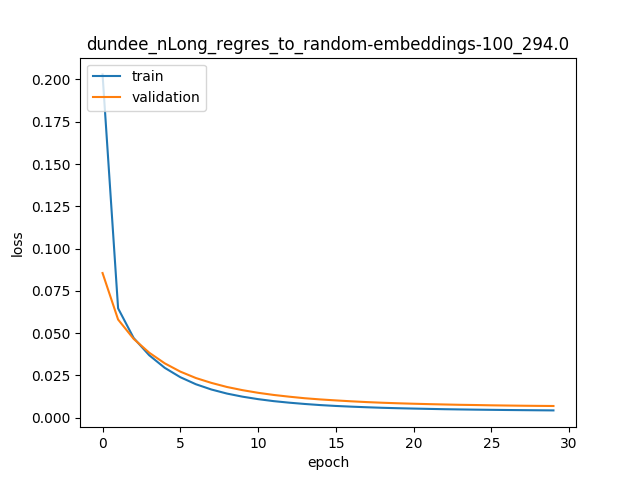 dundee_nLong_regres_to_random-embeddings-100_294.0
train
validation
0.200
0.175
0.150
0.125
0.100
0.075
0.050
0.025
0.000
loss
0 5 10 15 20 25 30
epoch